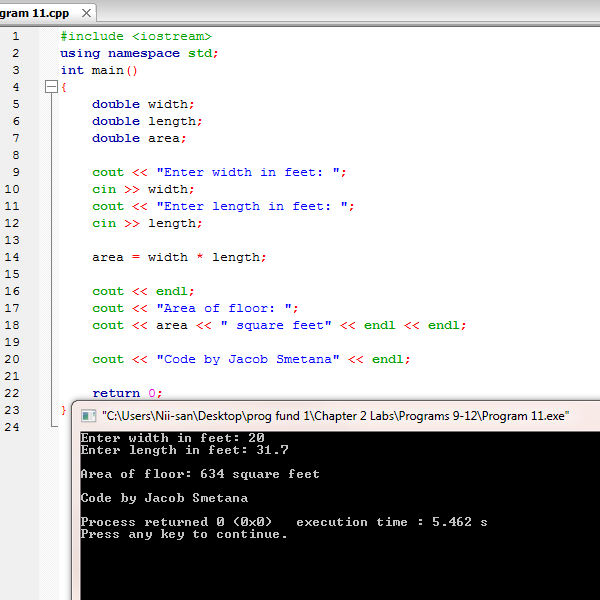 gram 11.cpp
1 #include <iostream>
2 using namespace std;
3 int main()
4 {
5 double width;
6 double length;
7 double area;
8
9 cout << "Enter width in feet: ";
10 cin >> width;
11 cout << "Enter length in feet: ";
12 cin >> length;
13
14 area = width * length;
15
16 cout << endl;
17 cout << "Area of floor: ";
18 cout << area << " square feet" << endl << endl;
19
20 cout << "Code by Jacob Smetana" << endl;
21
22 return 0;
23 }
24
"C:\Users\Nii-san\Desktop\prog fund 1\Chapter 2 Labs\Programs 9-12\Program 11.exe"
Enter width in feet: 20
Enter length in feet: 31.7
Area of floor: 634 square feet
Code by Jacob Smetana
Process returned 0 (0x0)   execution time : 5.462 s
Press any key to continue.